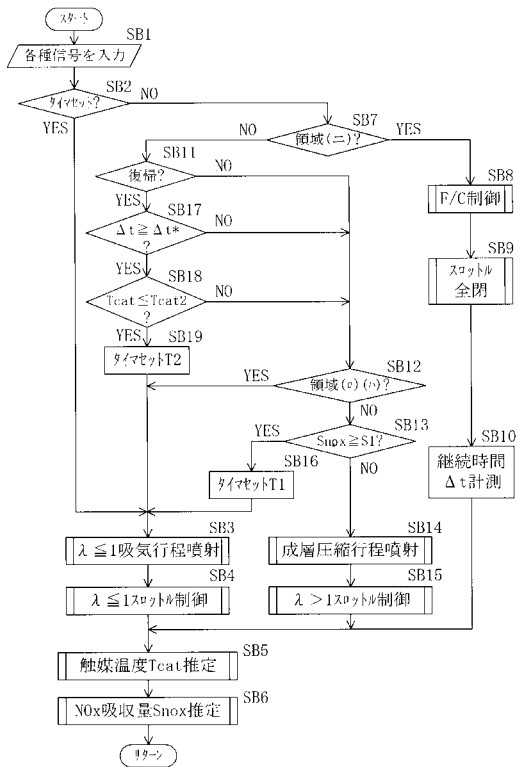 スタート
SB1
各種信号を入力
SB2
タイマセット?
NO
YES
SB7
領域(ニ)?
NO
YES
SB11
復帰?
NO
YES
SB8
F/C制御
SB17
Δt≧Δt*
?
NO
YES
SB9
スロットル
全閉
SB18
Tcat≦Tcat2
?
NO
YES
SB19
タイマセットT2
SB12
領域(ロ)(ハ)?
YES
NO
SB13
Snox≧S1?
YES
NO
SB16
タイマセットT1
SB10
継続時間
Δt計測
SB3
λ≦1吸気行程噴射
SB14
成層圧縮行程噴射
SB4
λ≦1スロットル制御
SB15
λ>1スロットル制御
SB5
触媒温度Tcat推定
SB6
NOx吸収量Snox推定
リターン